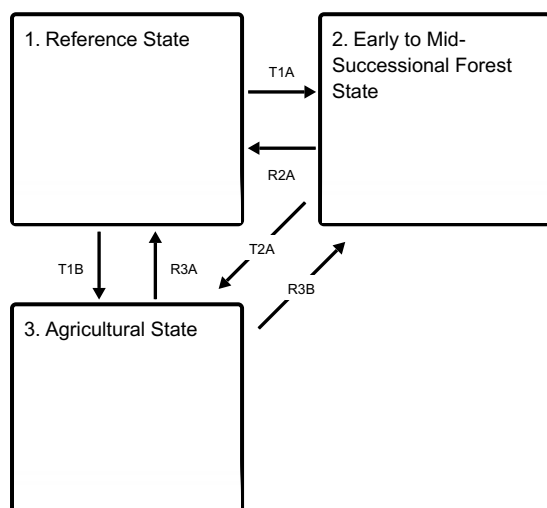 1. Reference State
2. Early to Mid-
Successional Forest
State
T1A
R2A
T1B
R3A
T2A
R3B
3. Agricultural State